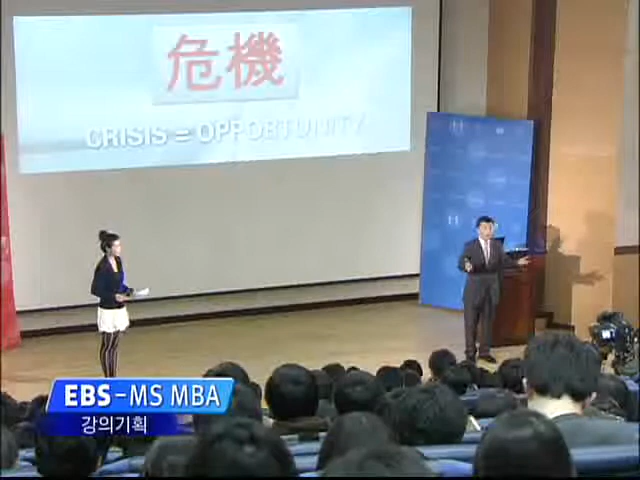 危機
CRISIS = OPPORTUNITY
EBS-MS MBA
강의기획